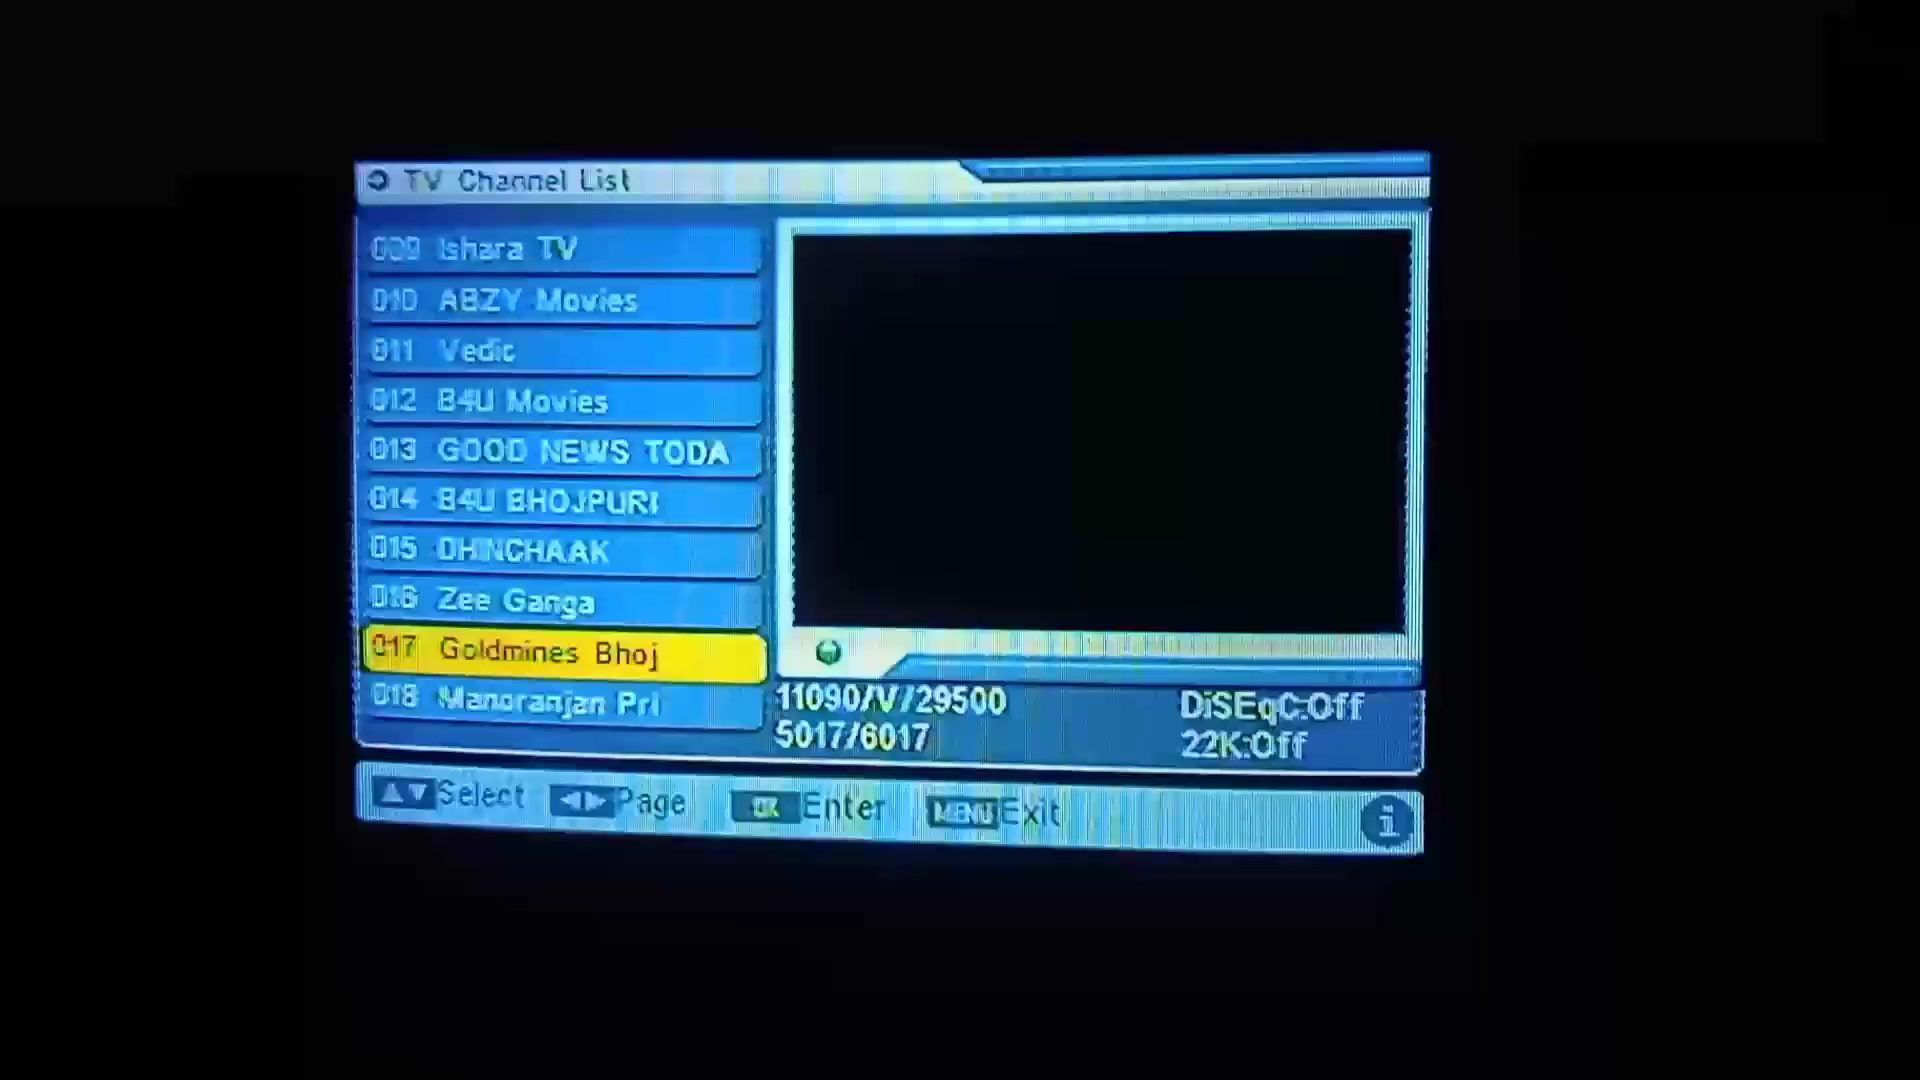 TV Channel List
009 Ishara TV
010 ABZY Movies
011 Vedic
012 B4U Movies
013 GOOD NEWS TODA
014 B4U BHOJPURI
015 DHINCHAAK
016 Zee Ganga
017 Goldmines Bhoj
018 Manoranjan Pri
11090/V/29500
DiSEqC:Off
5017/6017
22K:Off
Select Page OK Enter MENU Exit i